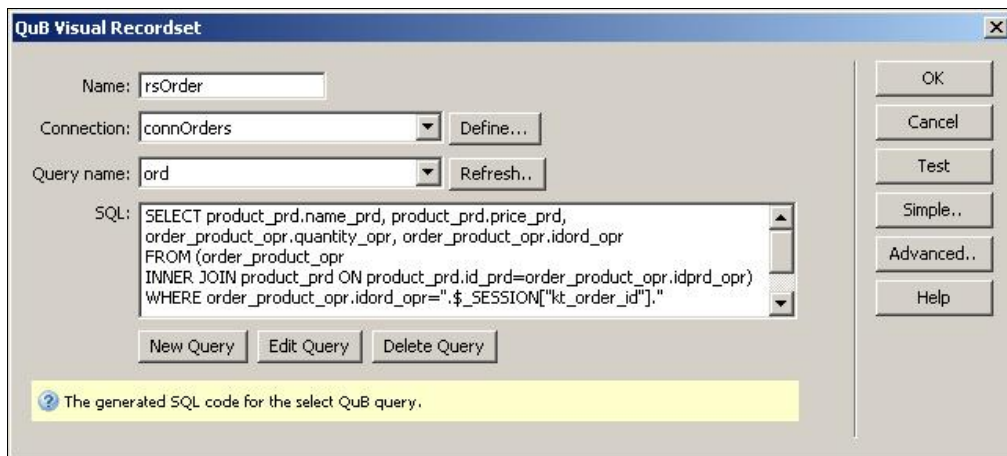 QuB Visual Recordset
Name: rsOrder
Connection: connOrders Define...
Query name: ord Refresh..
SQL: SELECT product_prd.name_prd, product_prd.price_prd,
order_product_opr.quantity_opr, order_product_opr.idord_opr
FROM (order_product_opr
INNER JOIN product_prd ON product_prd.id_prd=order_product_opr.idprd_opr)
WHERE order_product_opr.idord_opr=".$_SESSION["kt_order_id"]."
New Query Edit Query Delete Query
The generated SQL code for the select QuB query.
OK
Cancel
Test
Simple..
Advanced..
Help